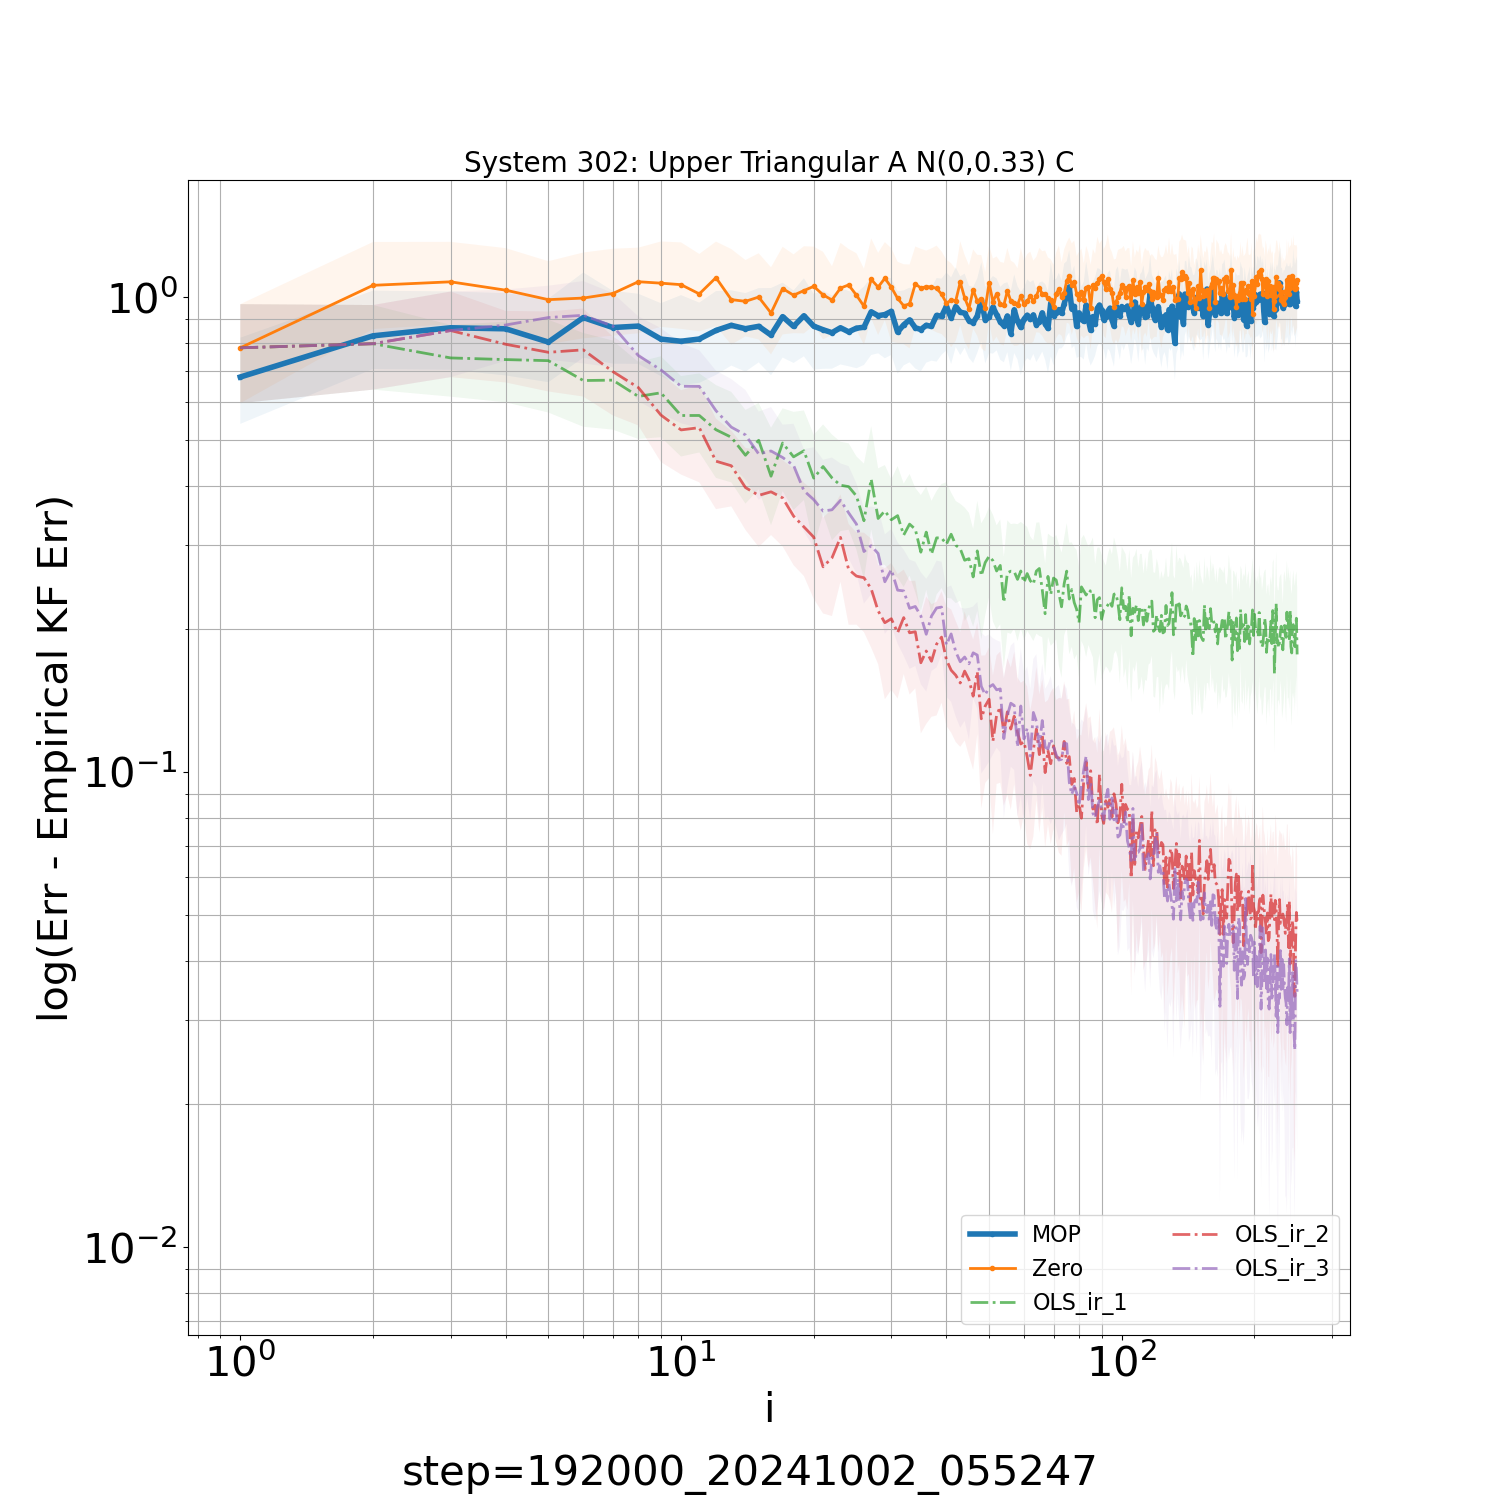 System 302: Upper Triangular A N(0,0.33) C
10⁰
10⁻¹
10⁻²
log(Err - Empirical KF Err)
MOP
Zero
OLS_ir_1
OLS_ir_2
OLS_ir_3
10⁰ 10¹ 10²
i
step=192000_20241002_055247